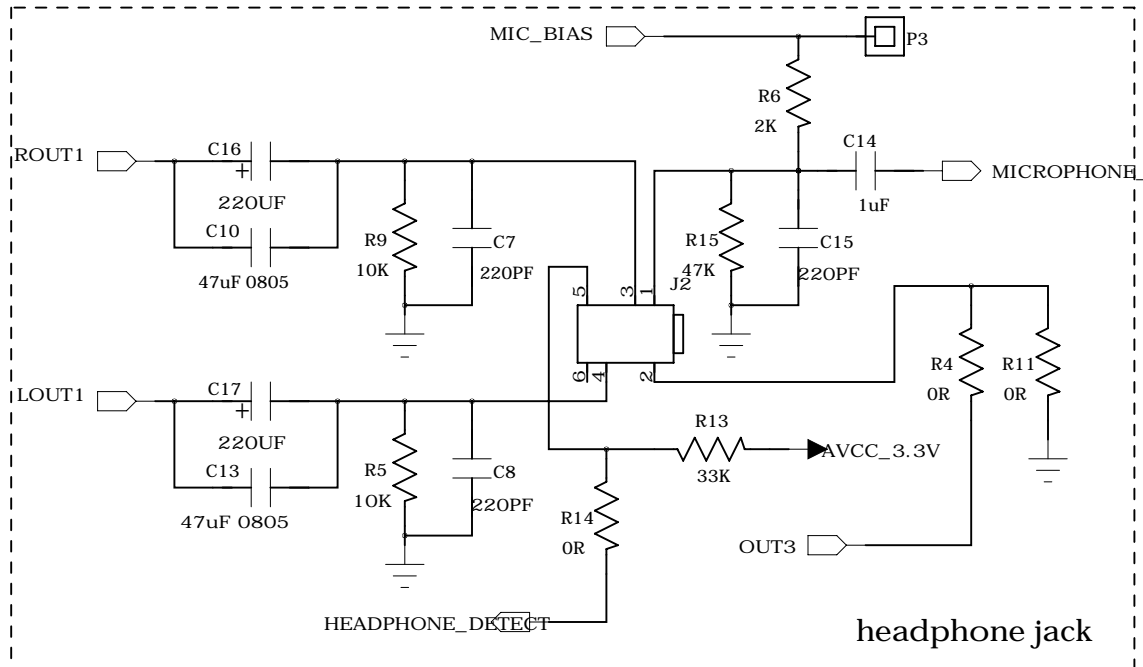 MIC_BIAS
P3
R6
2K
ROUT1
C16
+
220UF
C10
47uF 0805
R9
10K
C7
220PF
C14
1uF
MICROPHONE_
R15
47K
C15
220PF
J2
5
3
1
6
4
2
LOUT1
C17
+
220UF
C13
47uF 0805
R5
10K
C8
220PF
R13
33K
AVCC_3.3V
R4
0R
R11
0R
R14
0R
OUT3
HEADPHONE_DETECT
headphone jack